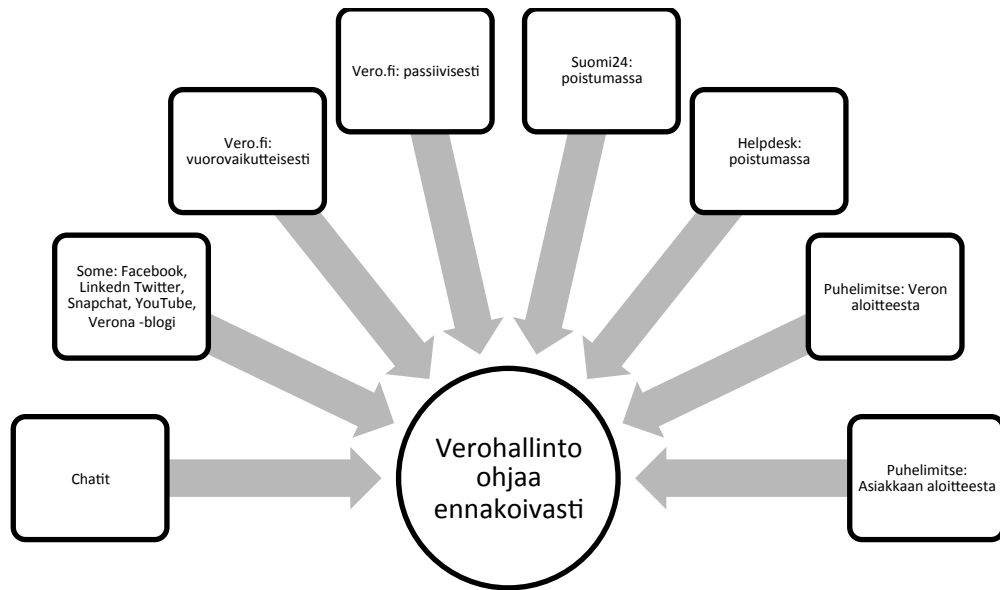 Vero.fi: passiivisesti
Suomi24:
poistumassa
Vero.fi:
vuorovaikutteisesti
Helpdesk:
poistumassa
Some: Facebook,
Linkedn Twitter,
Snapchat, YouTube,
Verona -blogi
Puhelimitse: Veron
aloitteesta
Chatit
Verohallinto
ohjaa
ennakoivasti
Puhelimitse:
Asiakkaan aloitteesta